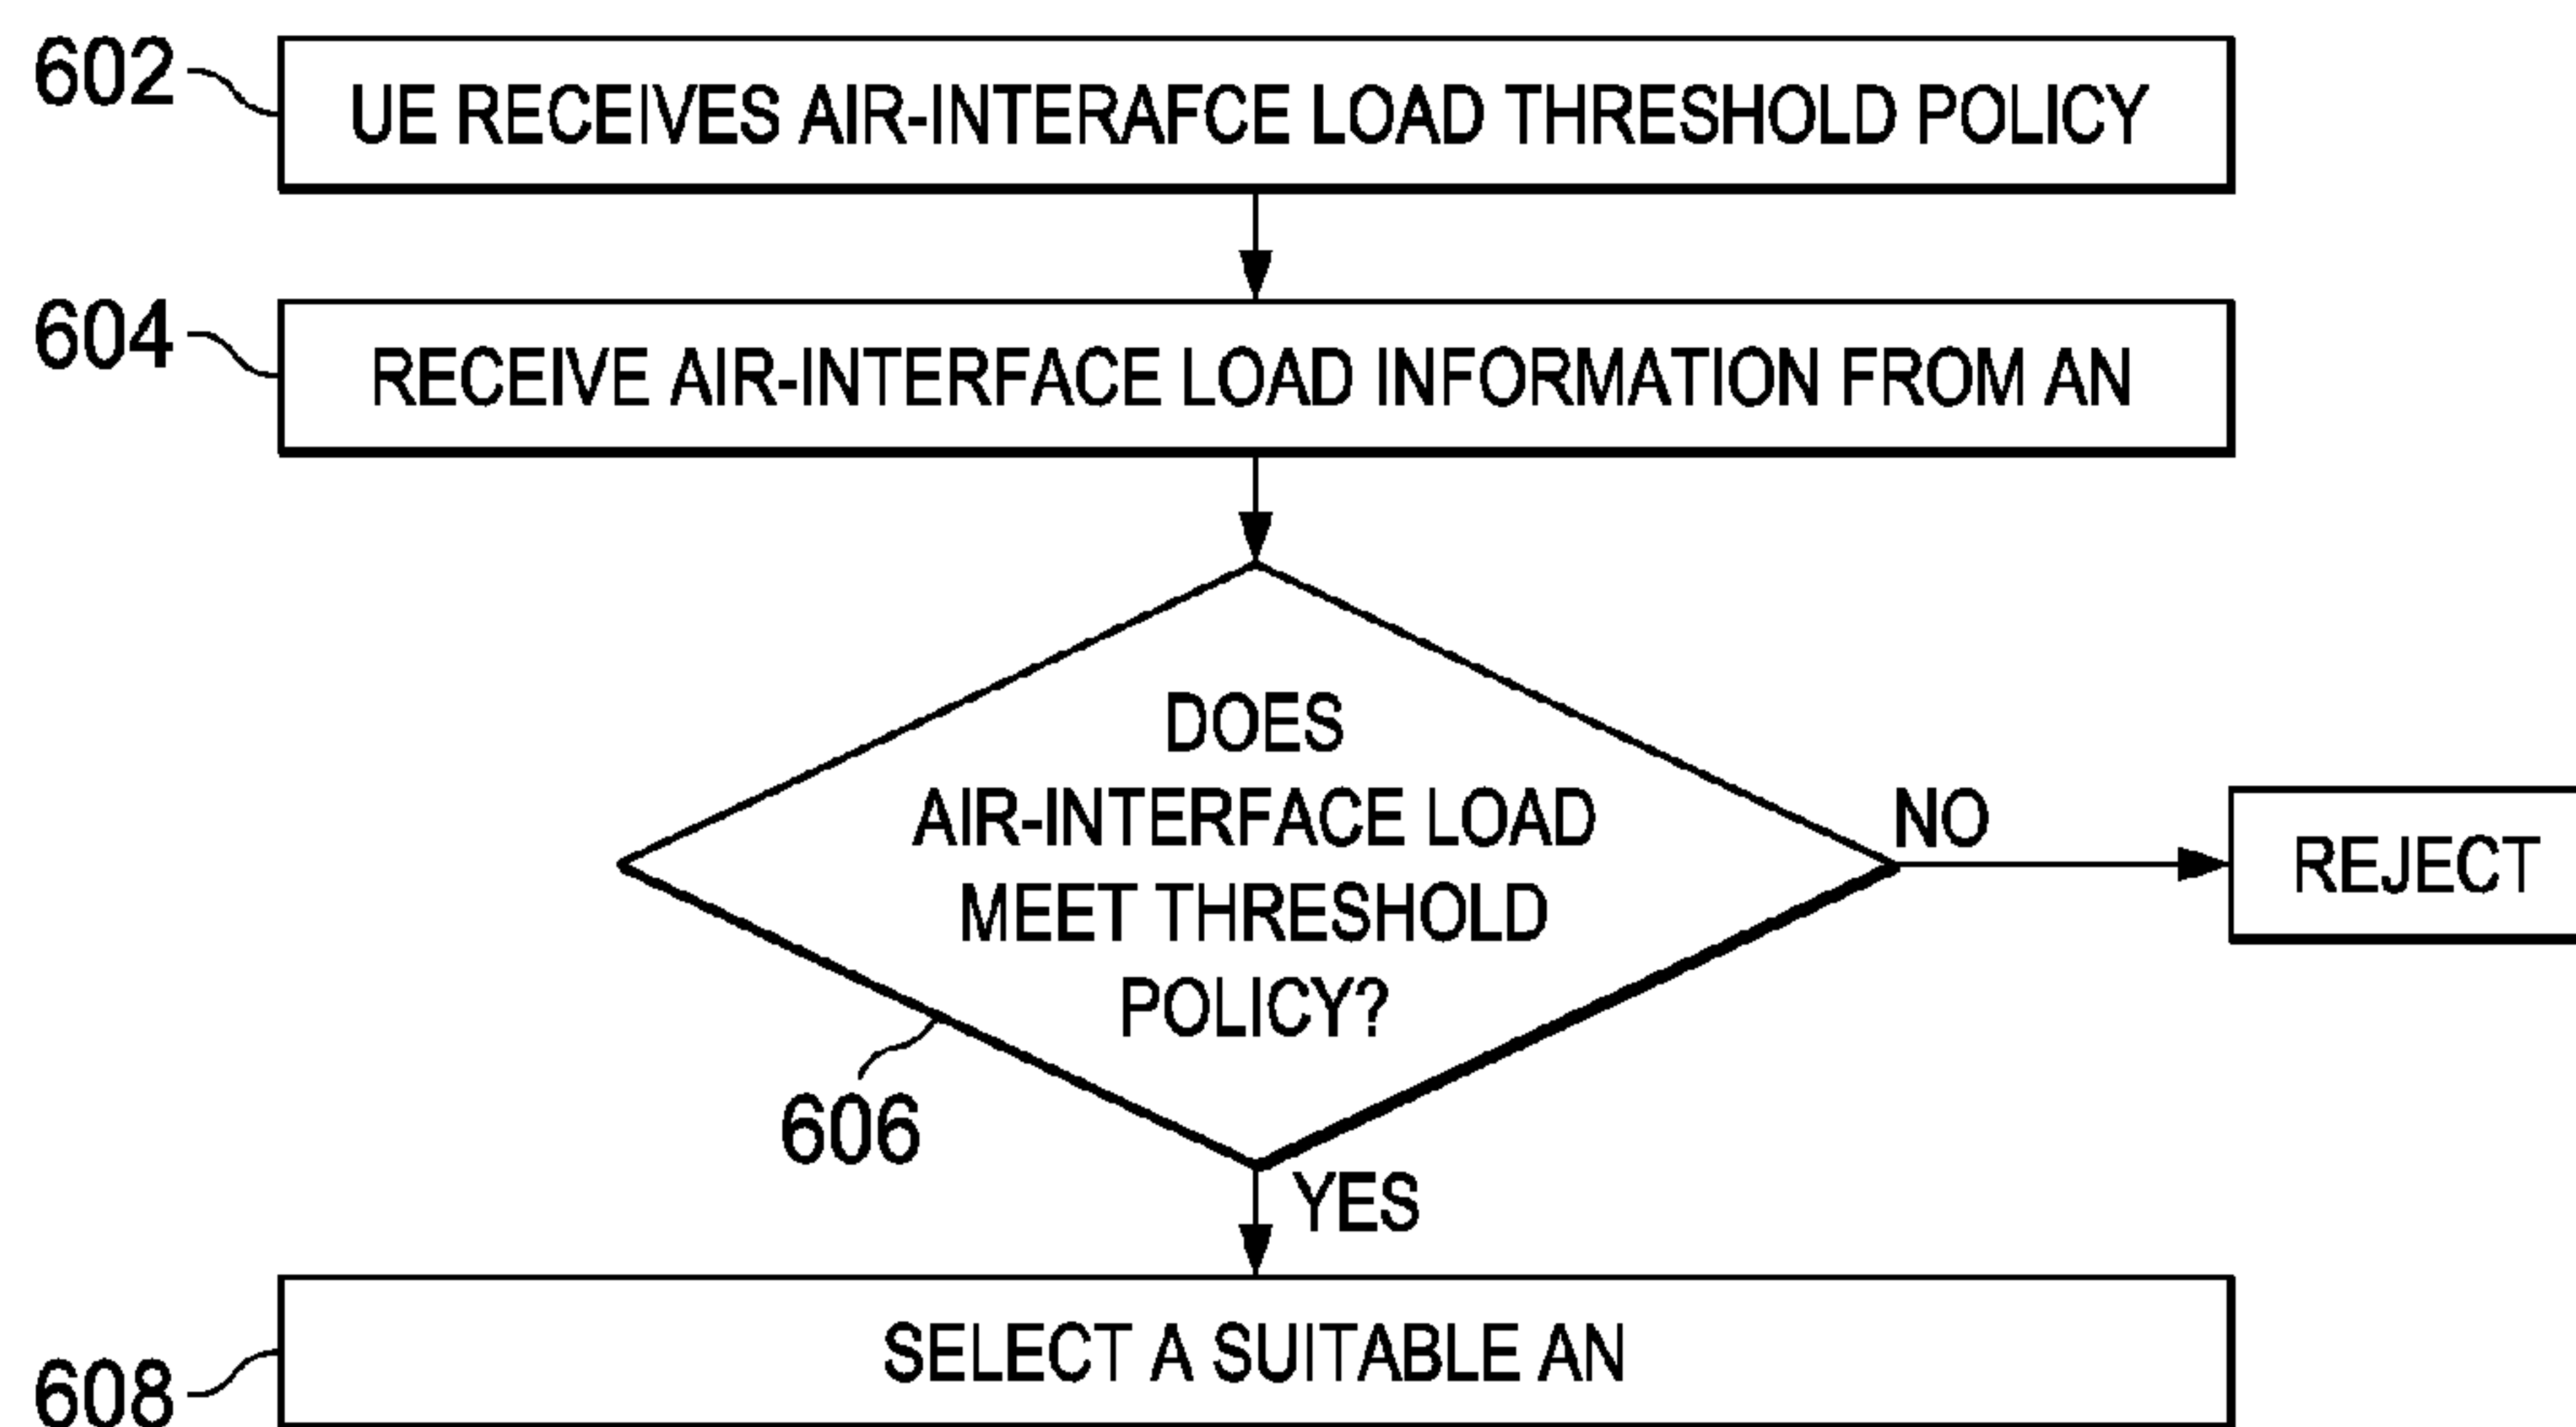 602
UE RECEIVES AIR-INTERAFCE LOAD THRESHOLD POLICY
604
RECEIVE AIR-INTERFACE LOAD INFORMATION FROM AN
DOES
AIR-INTERFACE LOAD
MEET THRESHOLD
POLICY?
NO
REJECT
606
YES
SELECT A SUITABLE AN
608